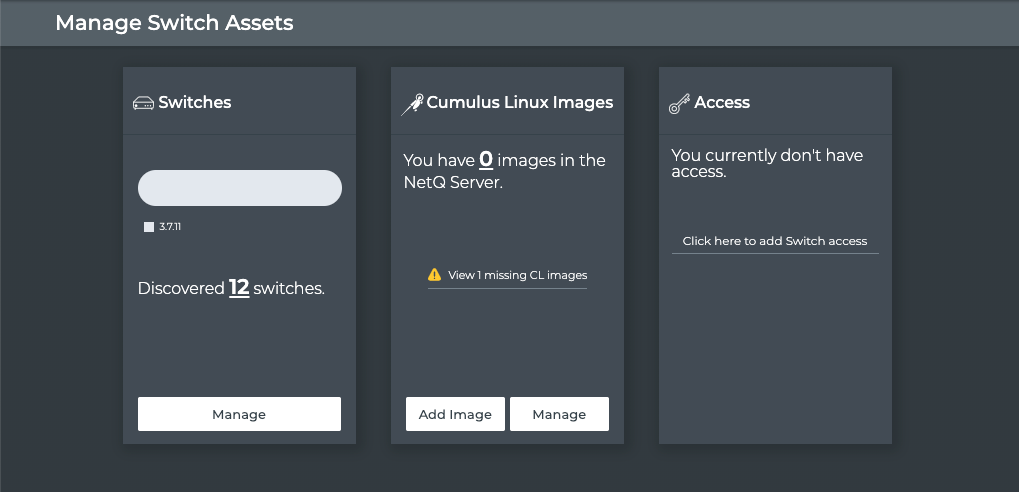 Manage Switch Assets
Switches
3.7.11
Discovered 12 switches.
Manage
Cumulus Linux Images
You have 0 images in the
NetQ Server.
View 1 missing CL images
Add Image
Manage
Access
You currently don't have
access.
Click here to add Switch access